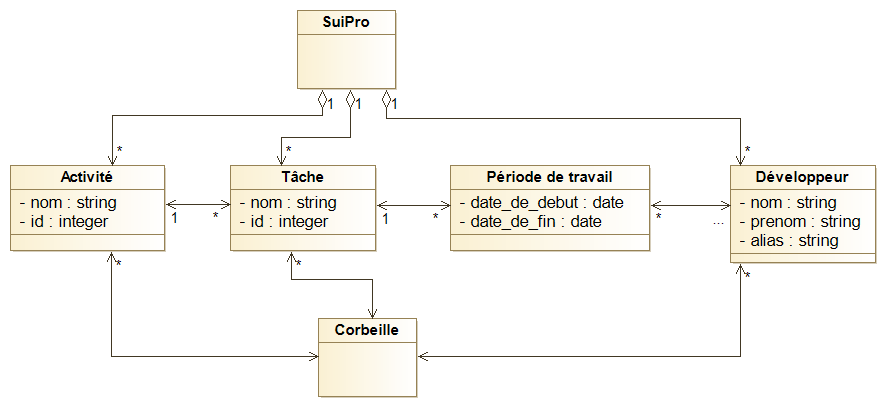 SuiPro
1
1
1
*
*
*
Activité
- nom : string
- id : integer
1
*
Tâche
- nom : string
- id : integer
1
*
Période de travail
- date_de_debut : date
- date_de_fin : date
*
...
Développeur
- nom : string
- prenom : string
- alias : string
*
*
*
Corbeille